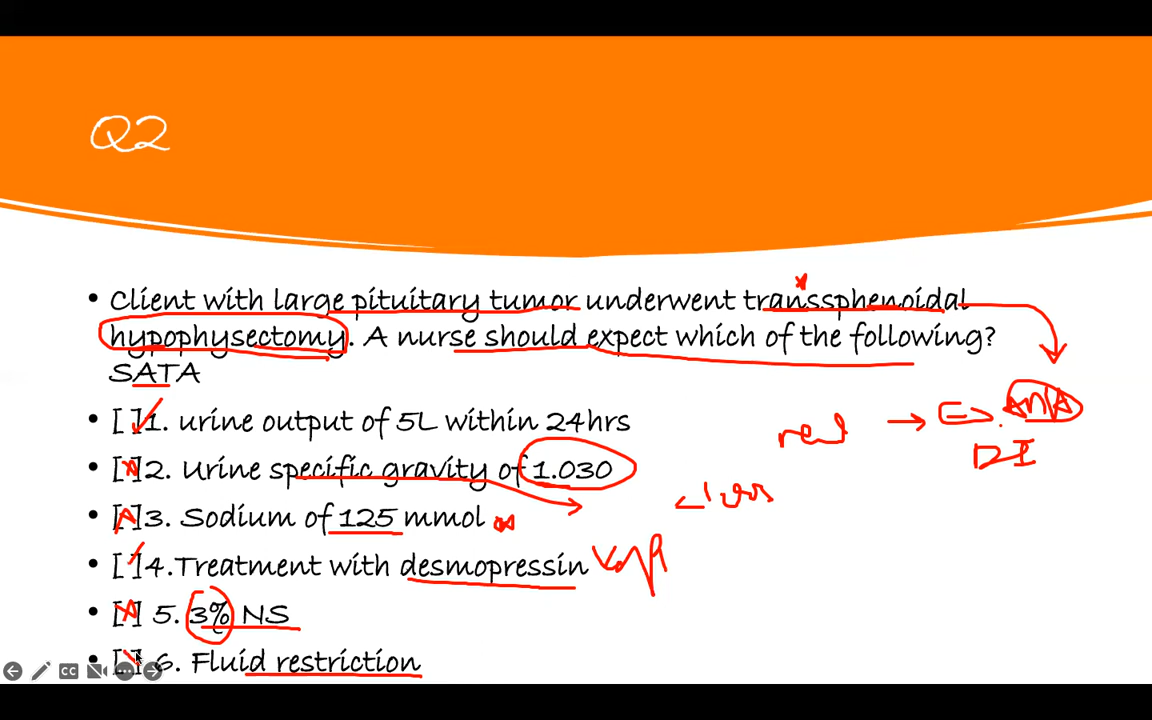 Q2
• Client with large pituitary tumor underwent transsphenoidal
hypophysectomy. A nurse should expect which of the following?
SATA
• [ ]1. urine output of 5L within 24hrs
• [ ]2. Urine specific gravity of 1.030
• [ ]3. Sodium of 125 mmol
• [ ]4.Treatment with desmopressin
• [ ] 5. 3% NS
• [ ] 6. Fluid restriction
DI
CC